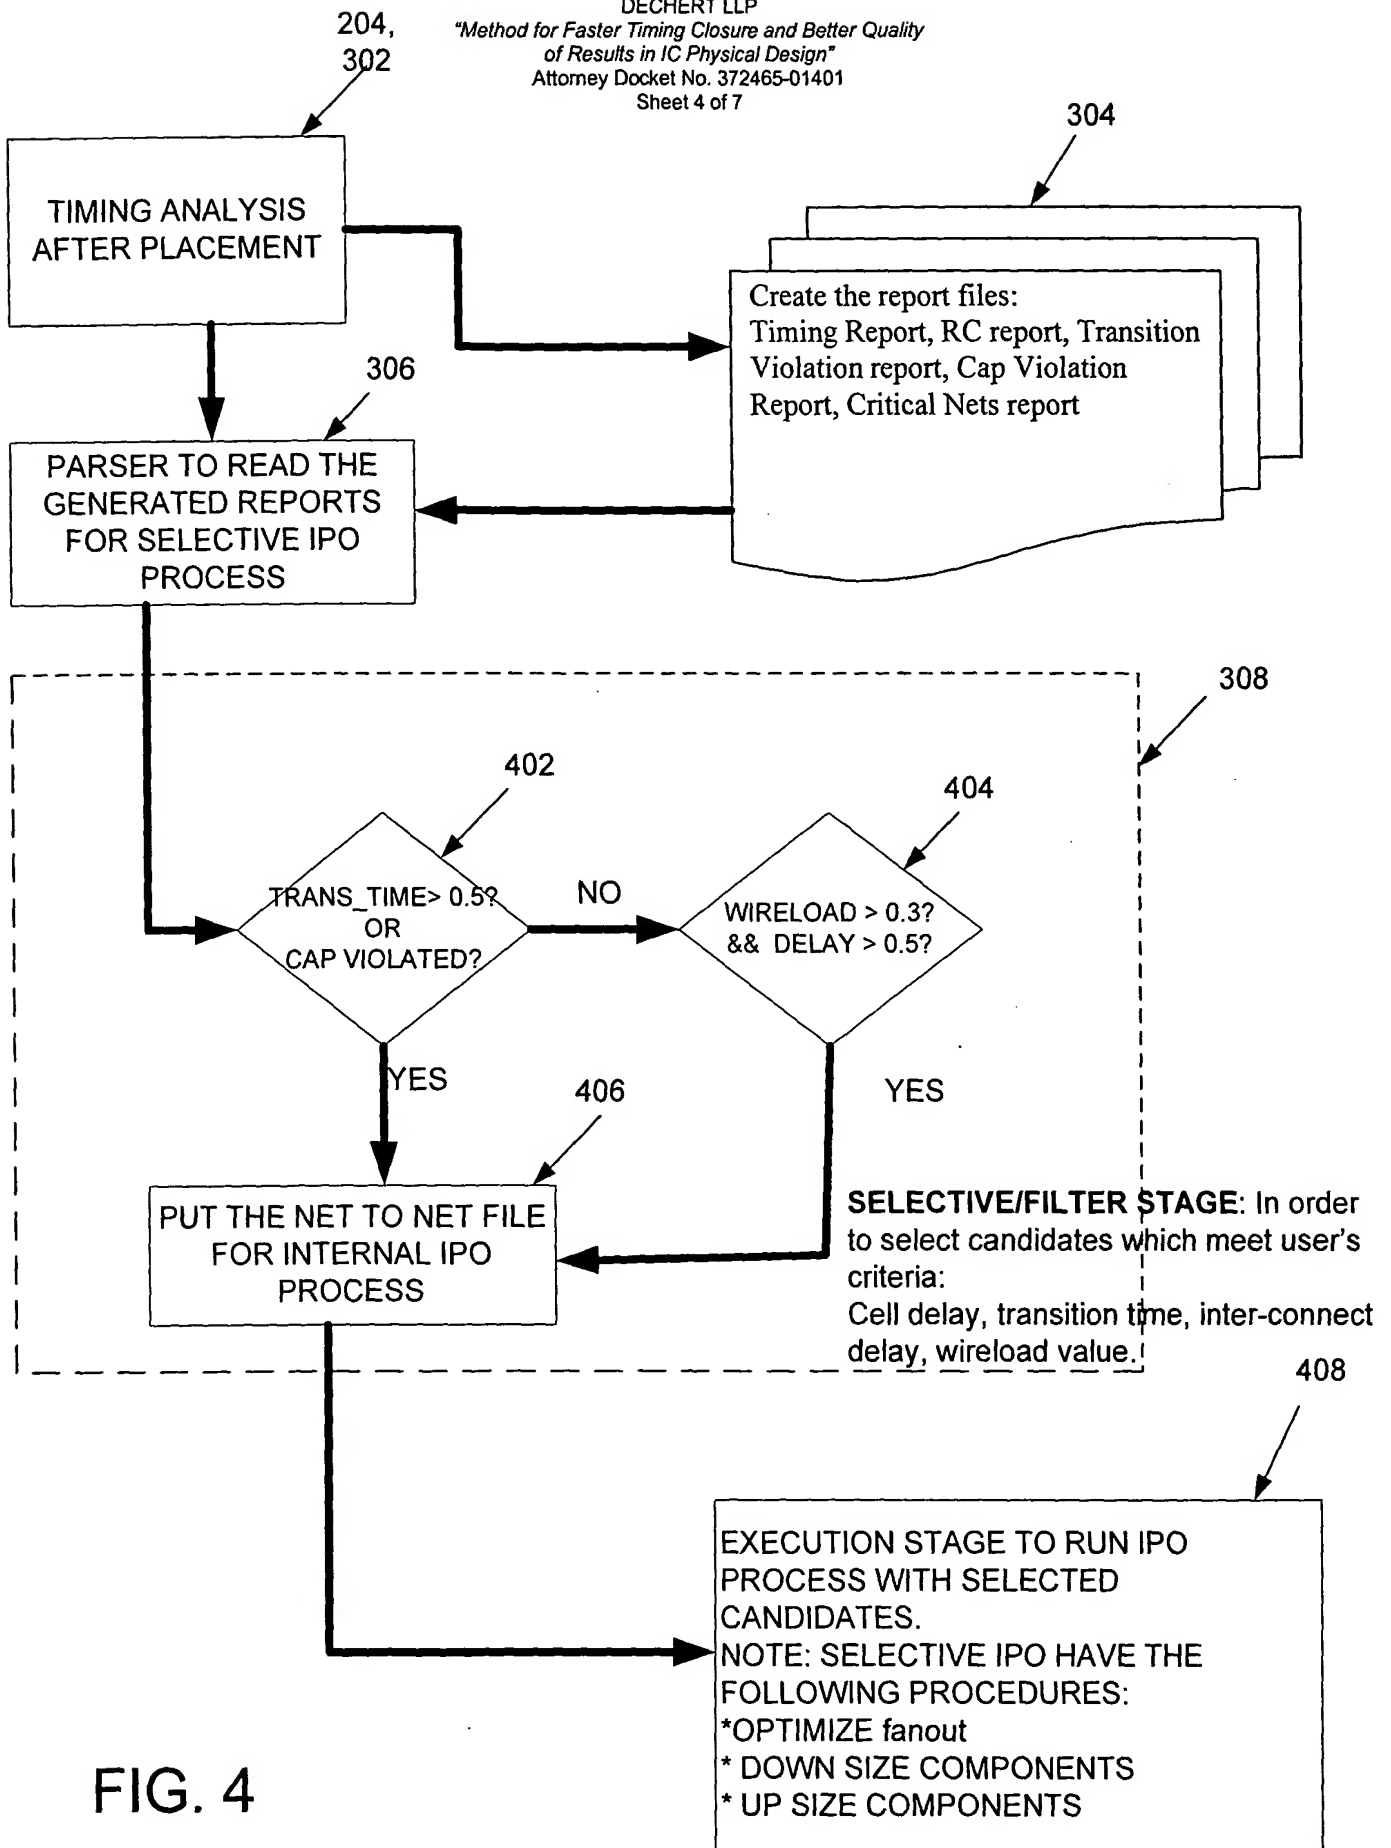 DECHERT LLP
"Method for Faster Timing Closure and Better Quality
of Results in IC Physical Design"
Attorney Docket No. 372465-01401
Sheet 4 of 7
204,
302
304
TIMING ANALYSIS
AFTER PLACEMENT
Create the report files:
Timing Report, RC report, Transition
Violation report, Cap Violation
Report, Critical Nets report
306
PARSER TO READ THE
GENERATED REPORTS
FOR SELECTIVE IPO
PROCESS
308
402
404
TRANS_TIME> 0.5?
OR
CAP VIOLATED?
NO
WIRELOAD > 0.3?
&& DELAY > 0.5?
YES
YES
406
PUT THE NET TO NET FILE
FOR INTERNAL IPO
PROCESS
SELECTIVE/FILTER STAGE: In order
to select candidates which meet user's
criteria:
Cell delay, transition time, inter-connect
delay, wireload value.
408
EXECUTION STAGE TO RUN IPO
PROCESS WITH SELECTED
CANDIDATES.
NOTE: SELECTIVE IPO HAVE THE
FOLLOWING PROCEDURES:
*OPTIMIZE fanout
* DOWN SIZE COMPONENTS
* UP SIZE COMPONENTS
FIG. 4